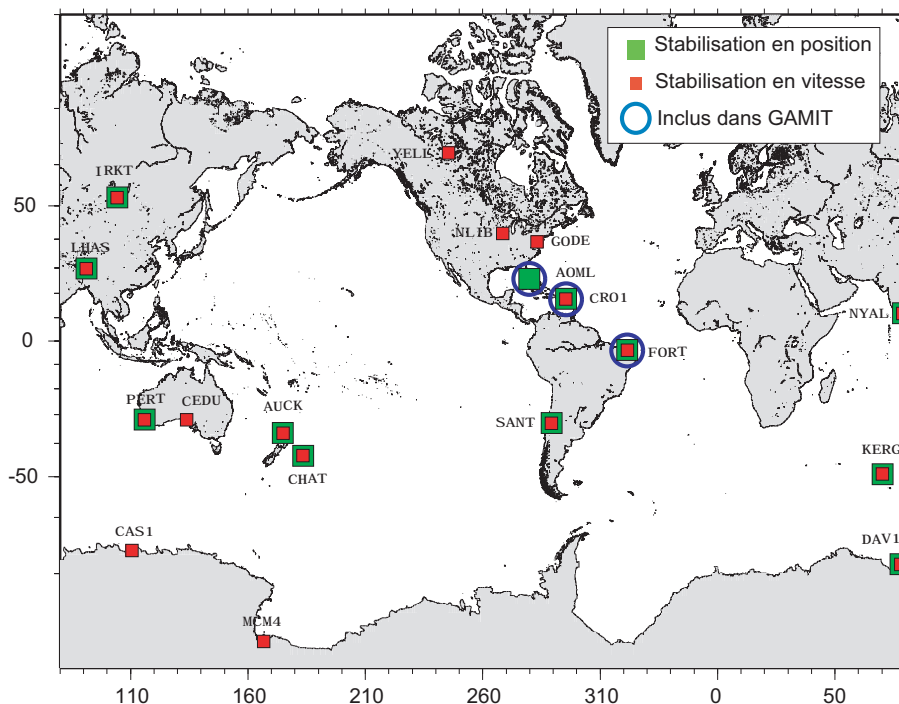 Stabilisation en position
Stabilisation en vitesse
Inclus dans GAMIT
YELL
IRKT
50
NLIB
GODE
LHAS
AOML
CRO1
NYAL
0
FORT
PERT
CEDU
AUCK
SANT
KERG
-50
CHAT
CAS1
DAV1
MCM4
110
160
210
260
310
0
50